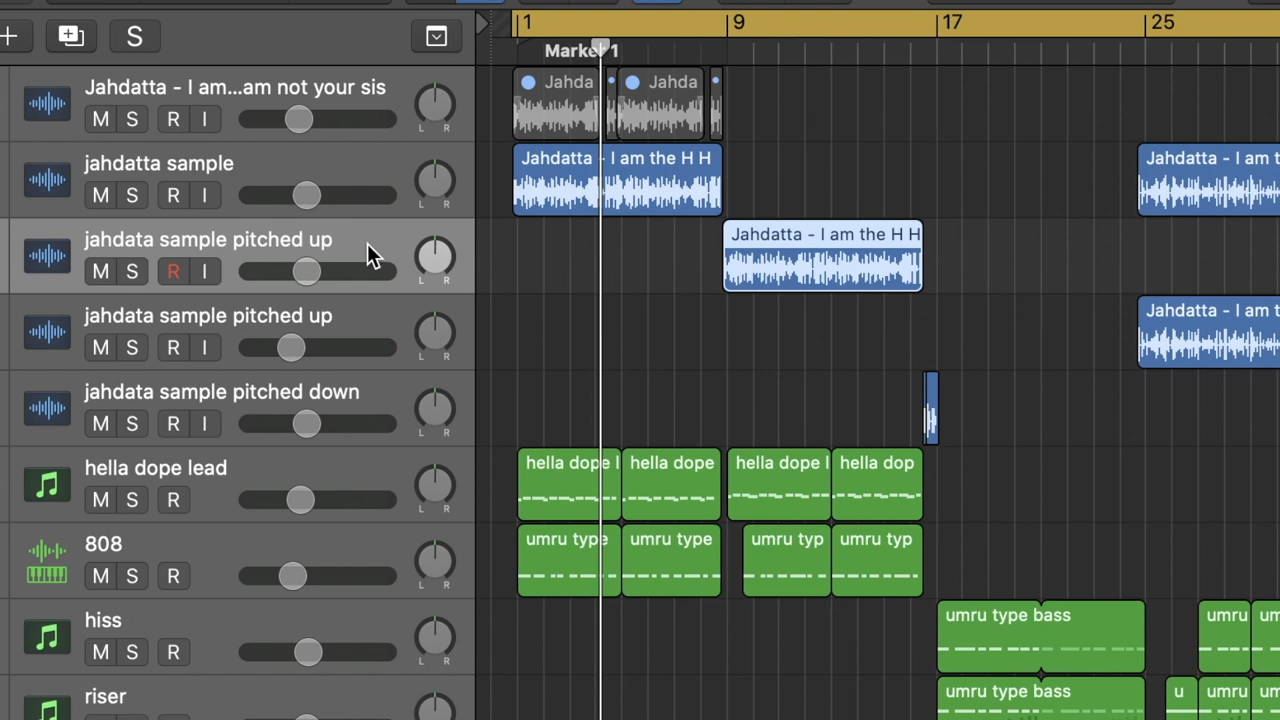 S
1
9
17
25
Marker 1
Jahdatta - I am...am not your sis
M S R I
L R
Jahda
Jahda
jahdatta sample
M S R I
L R
Jahdatta - I am the H H
Jahdatta - I am t
jahdata sample pitched up
M S R I
L R
Jahdatta - I am the H H
jahdata sample pitched up
M S R I
L R
Jahdatta - I am t
jahdata sample pitched down
M S R I
L R
hella dope lead
M S R
L R
hella dope l
hella dope
hella dope l
hella dop
808
M S R
L R
umru type
umru type
umru typ
umru typ
hiss
M S R
L R
umru type bass
umru
um
riser
umru type bass
u
umru
um